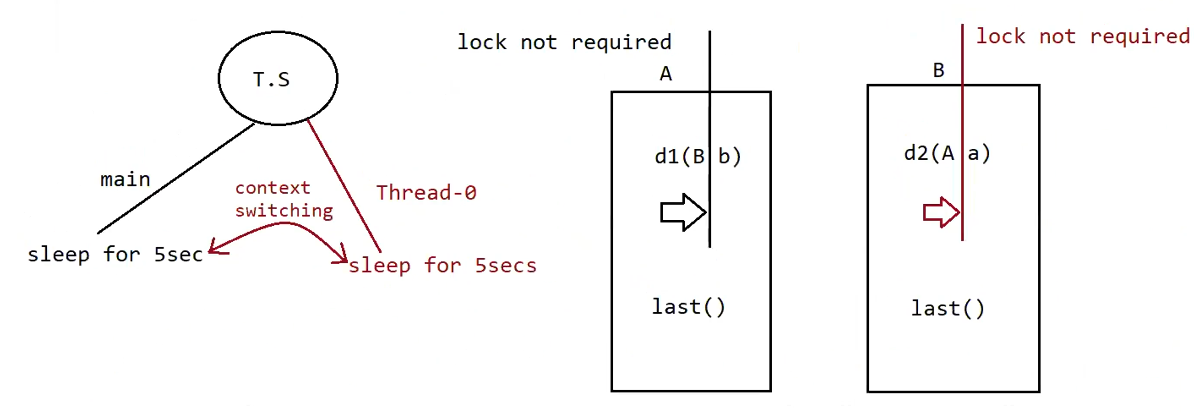 T.S
main
context
switching
Thread-0
sleep for 5sec
sleep for 5secs
lock not required
A
d1(B b)
last()
lock not required
B
d2(A a)
last()